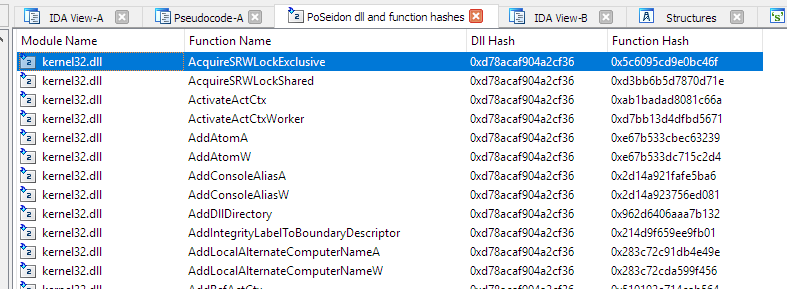 IDA View-A Pseudocode-A PoSeidon dll and function hashes IDA View-B Structures
Module Name Function Name Dll Hash Function Hash
kernel32.dll AcquireSRWLockExclusive 0xd78acaf904a2cf36 0x5c6095cd9e0bc46f
kernel32.dll AcquireSRWLockShared 0xd78acaf904a2cf36 0xd3bb6b5d7870d71e
kernel32.dll ActivateActCtx 0xd78acaf904a2cf36 0xab1badad8081c66a
kernel32.dll ActivateActCtxWorker 0xd78acaf904a2cf36 0xd7bb13d4dfbd5671
kernel32.dll AddAtomA 0xd78acaf904a2cf36 0xe67b533cbec63239
kernel32.dll AddAtomW 0xd78acaf904a2cf36 0xe67b533dc715c2d4
kernel32.dll AddConsoleAliasA 0xd78acaf904a2cf36 0x2d14a921fafe5ba6
kernel32.dll AddConsoleAliasW 0xd78acaf904a2cf36 0x2d14a923756ed081
kernel32.dll AddDllDirectory 0xd78acaf904a2cf36 0x962d6406aaa7b132
kernel32.dll AddIntegrityLabelToBoundaryDescriptor 0xd78acaf904a2cf36 0x214d9f659ee9fb01
kernel32.dll AddLocalAlternateComputerNameA 0xd78acaf904a2cf36 0x283c72c91db4e49e
kernel32.dll AddLocalAlternateComputerNameW 0xd78acaf904a2cf36 0x283c72cda599f456